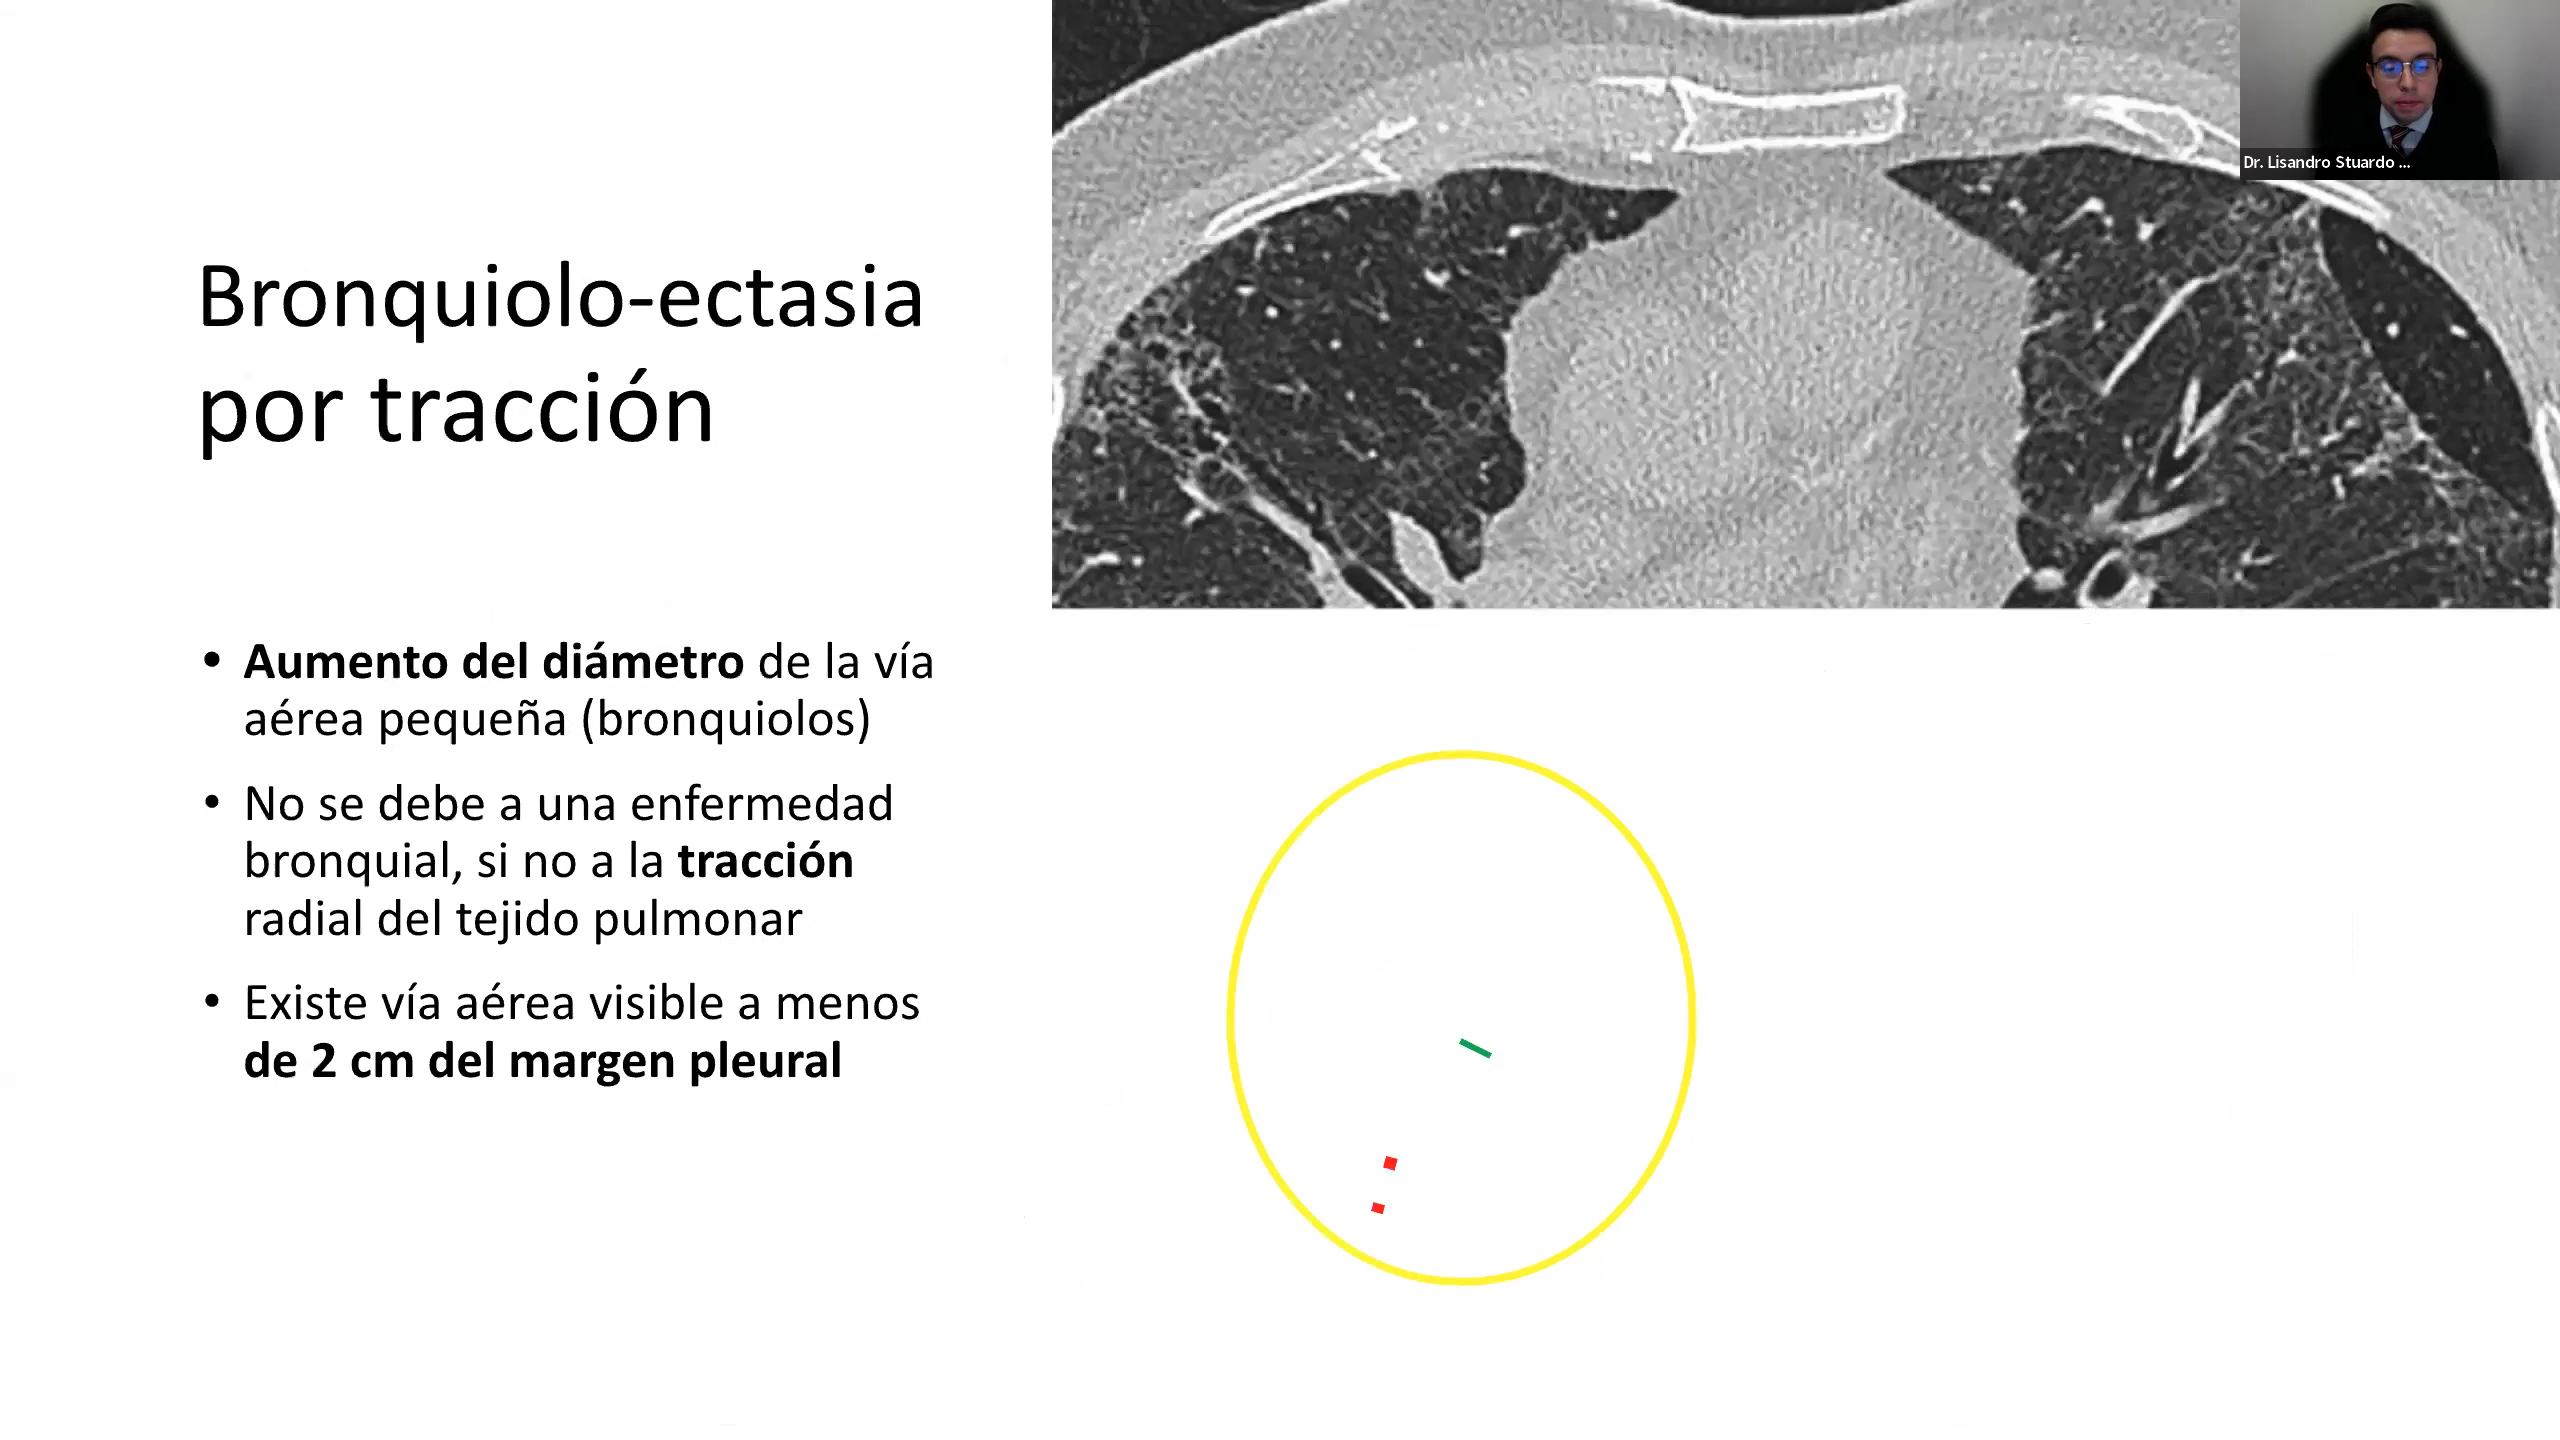 Dr. Lisandro Stuardo ...
Bronquiolo-ectasia
por tracción
• Aumento del diámetro de la vía
aérea pequeña (bronquiolos)
• No se debe a una enfermedad
bronquial, si no a la tracción
radial del tejido pulmonar
• Existe vía aérea visible a menos
de 2 cm del margen pleural